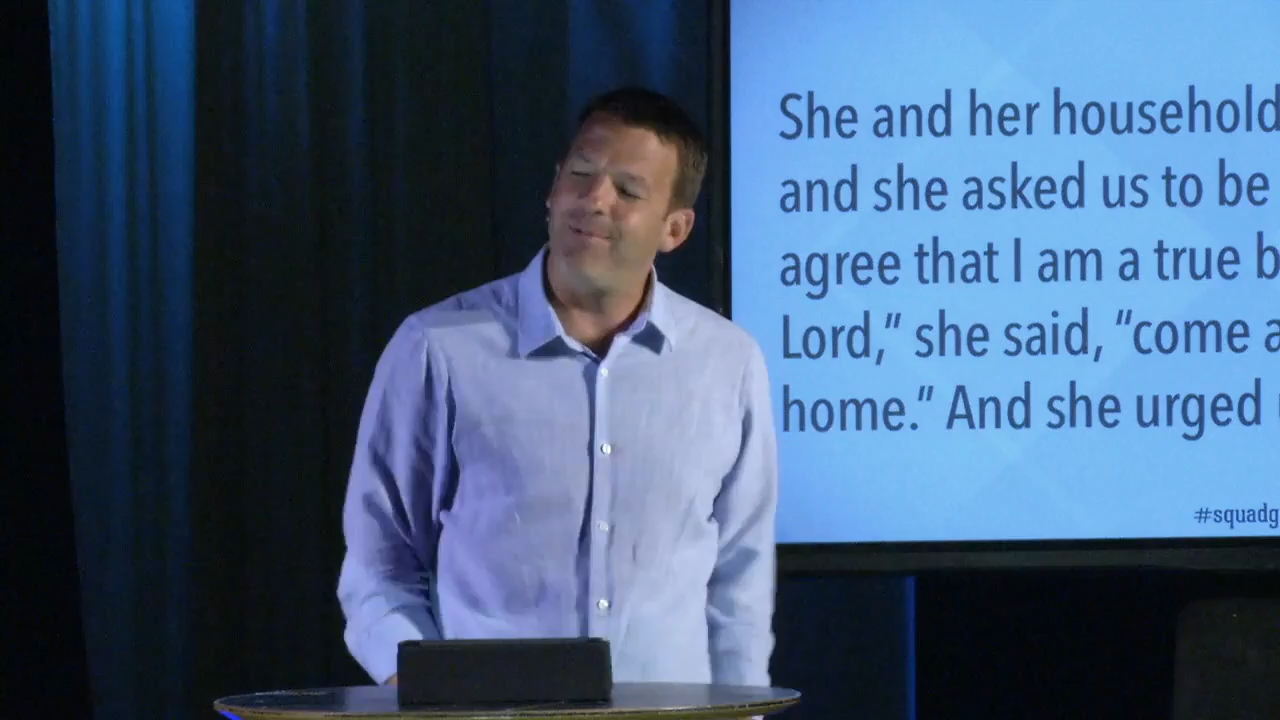 She and her household
and she asked us to be
agree that I am a true b
Lord,” she said, “come a
home.” And she urged
#squadg